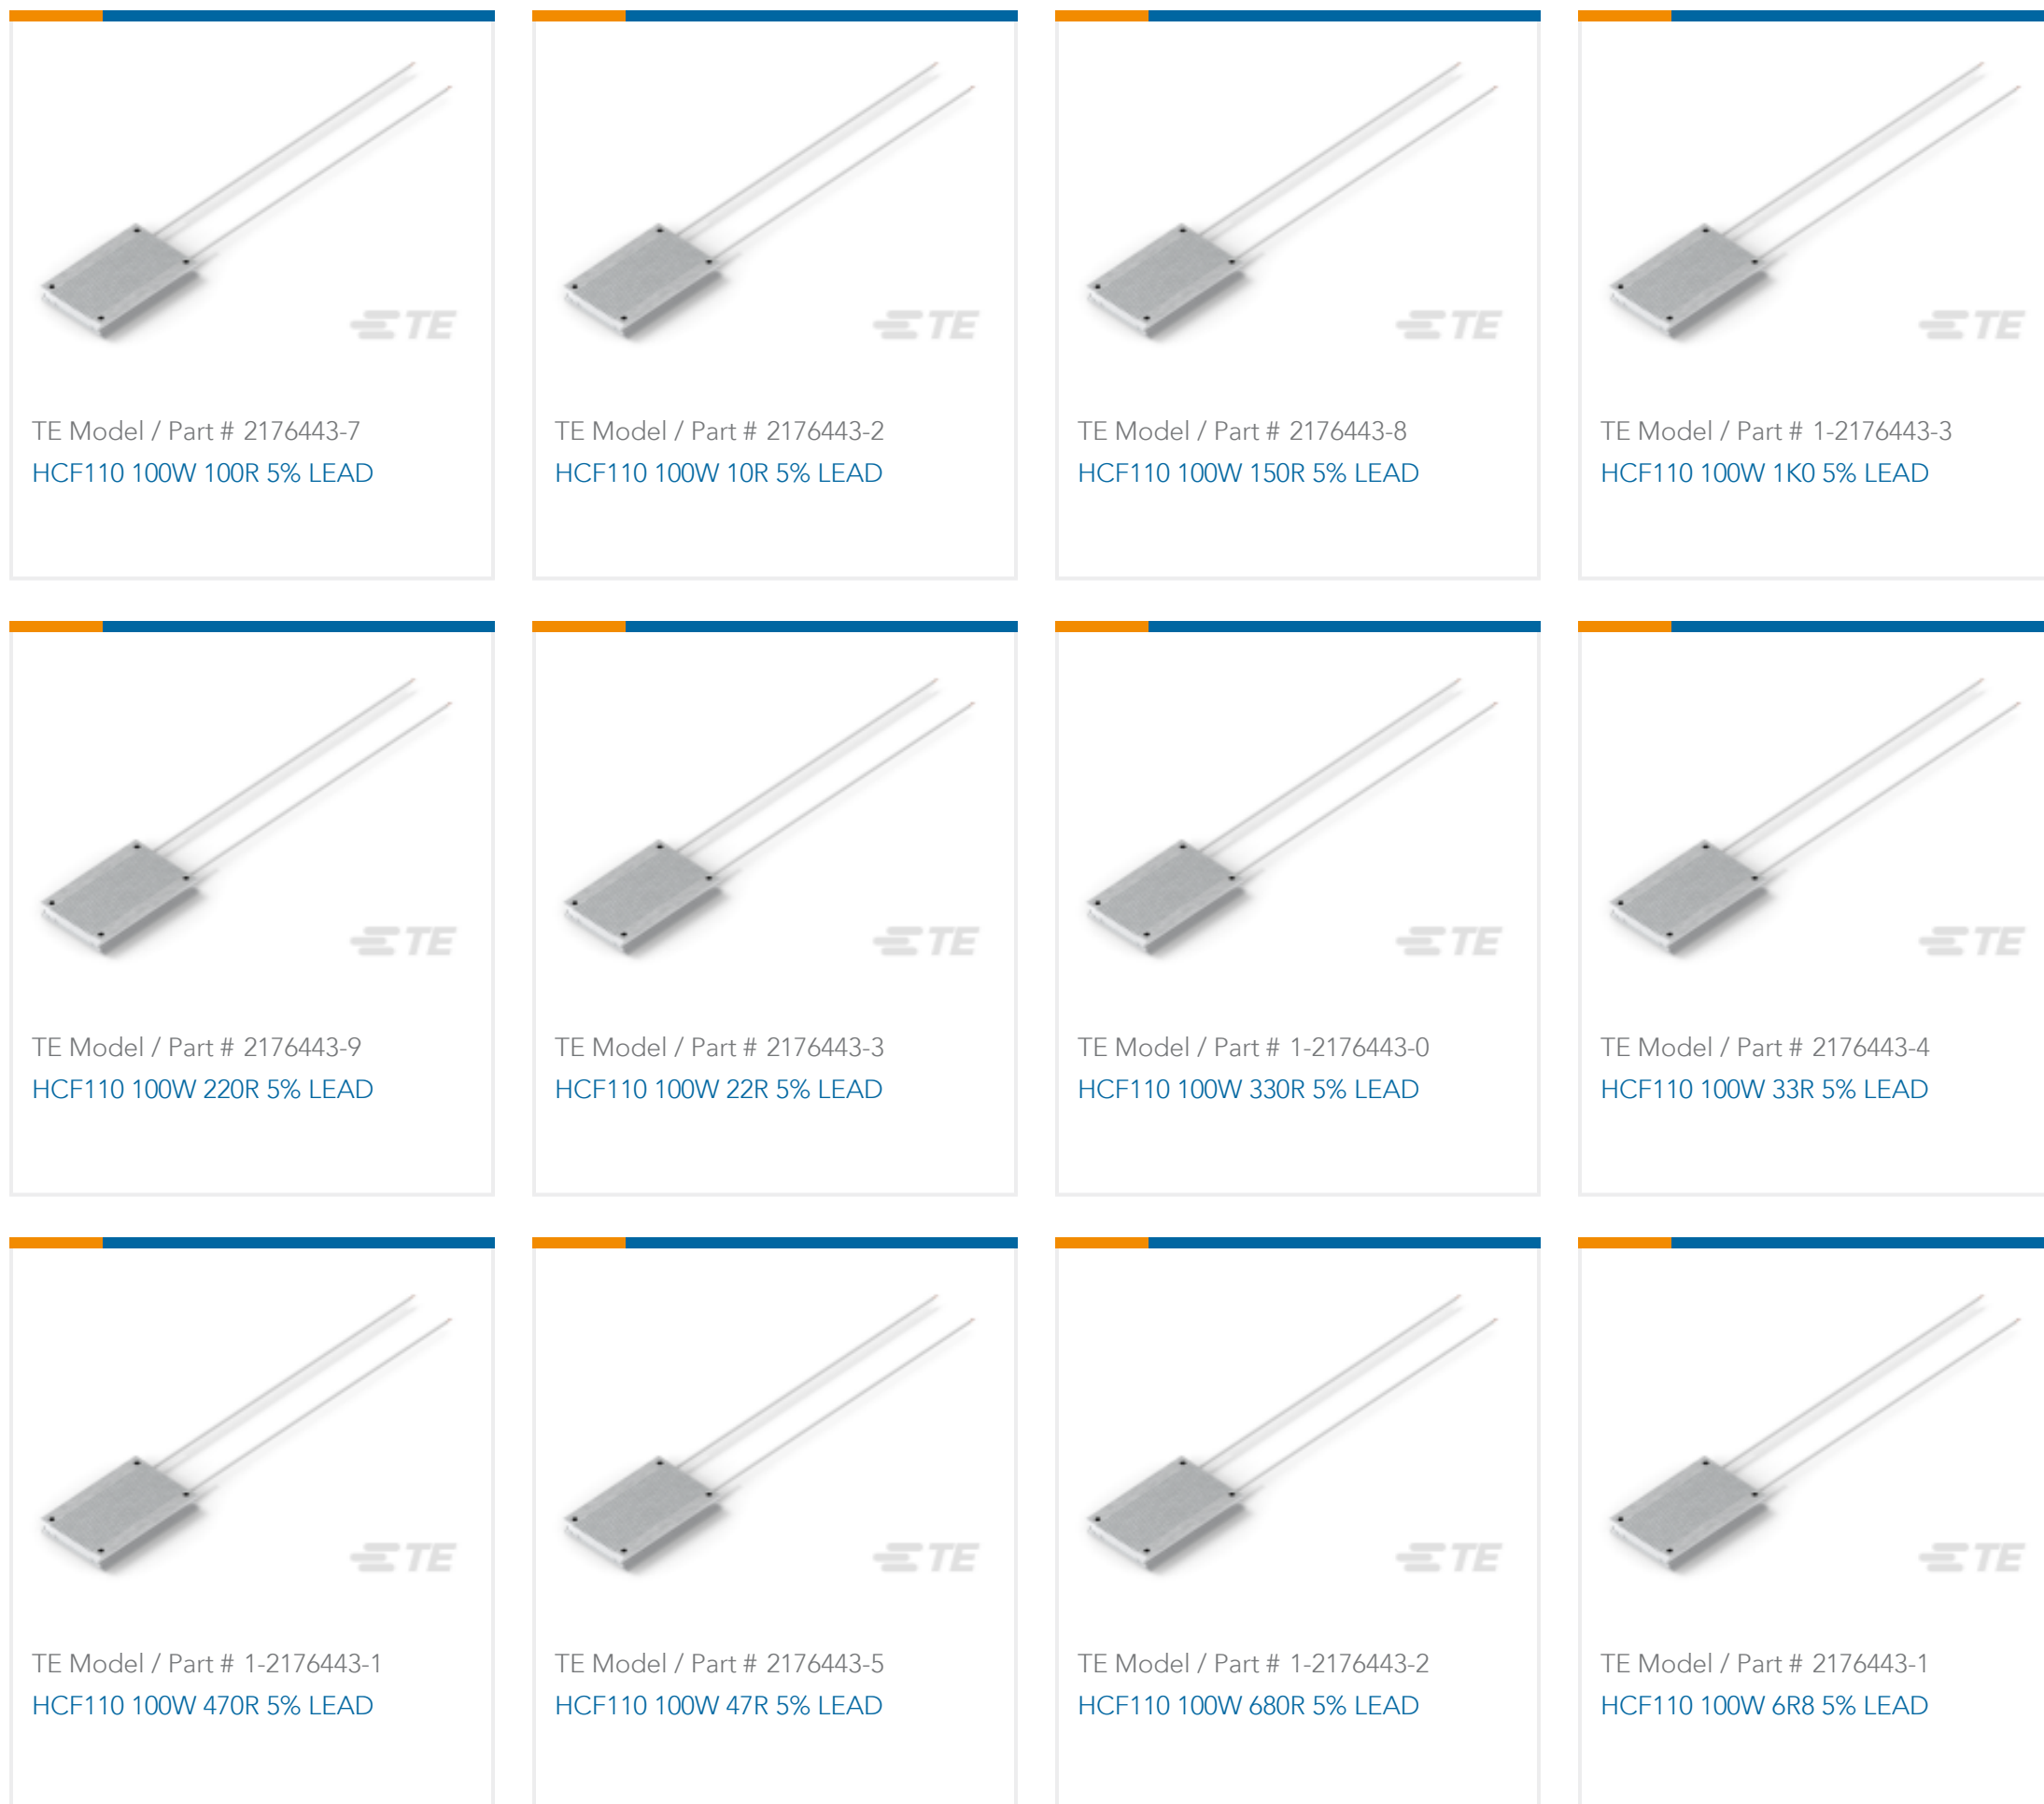 TE
TE
TE
TE
TE Model / Part # 2176443-7
HCF110 100W 100R 5% LEAD
TE Model / Part # 2176443-2
HCF110 100W 10R 5% LEAD
TE Model / Part # 2176443-8
HCF110 100W 150R 5% LEAD
TE Model / Part # 1-2176443-3
HCF110 100W 1K0 5% LEAD
TE
TE
TE
TE
TE Model / Part # 2176443-9
HCF110 100W 220R 5% LEAD
TE Model / Part # 2176443-3
HCF110 100W 22R 5% LEAD
TE Model / Part # 1-2176443-0
HCF110 100W 330R 5% LEAD
TE Model / Part # 2176443-4
HCF110 100W 33R 5% LEAD
TE
TE
TE
TE
TE Model / Part # 1-2176443-1
HCF110 100W 470R 5% LEAD
TE Model / Part # 2176443-5
HCF110 100W 47R 5% LEAD
TE Model / Part # 1-2176443-2
HCF110 100W 680R 5% LEAD
TE Model / Part # 2176443-1
HCF110 100W 6R8 5% LEAD